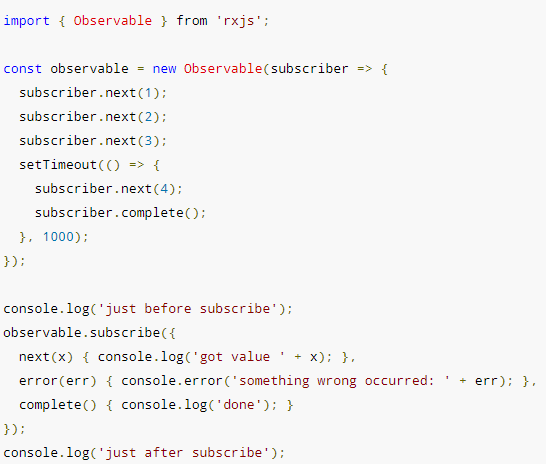 import { Observable } from 'rxjs';
const observable = new Observable(subscriber => {
  subscriber.next(1);
  subscriber.next(2);
  subscriber.next(3);
  setTimeout(() => {
    subscriber.next(4);
    subscriber.complete();
  }, 1000);
});
console.log('just before subscribe');
observable.subscribe({
  next(x) { console.log('got value ' + x); },
  error(err) { console.error('something wrong occurred: ' + err); },
  complete() { console.log('done'); }
});
console.log('just after subscribe');